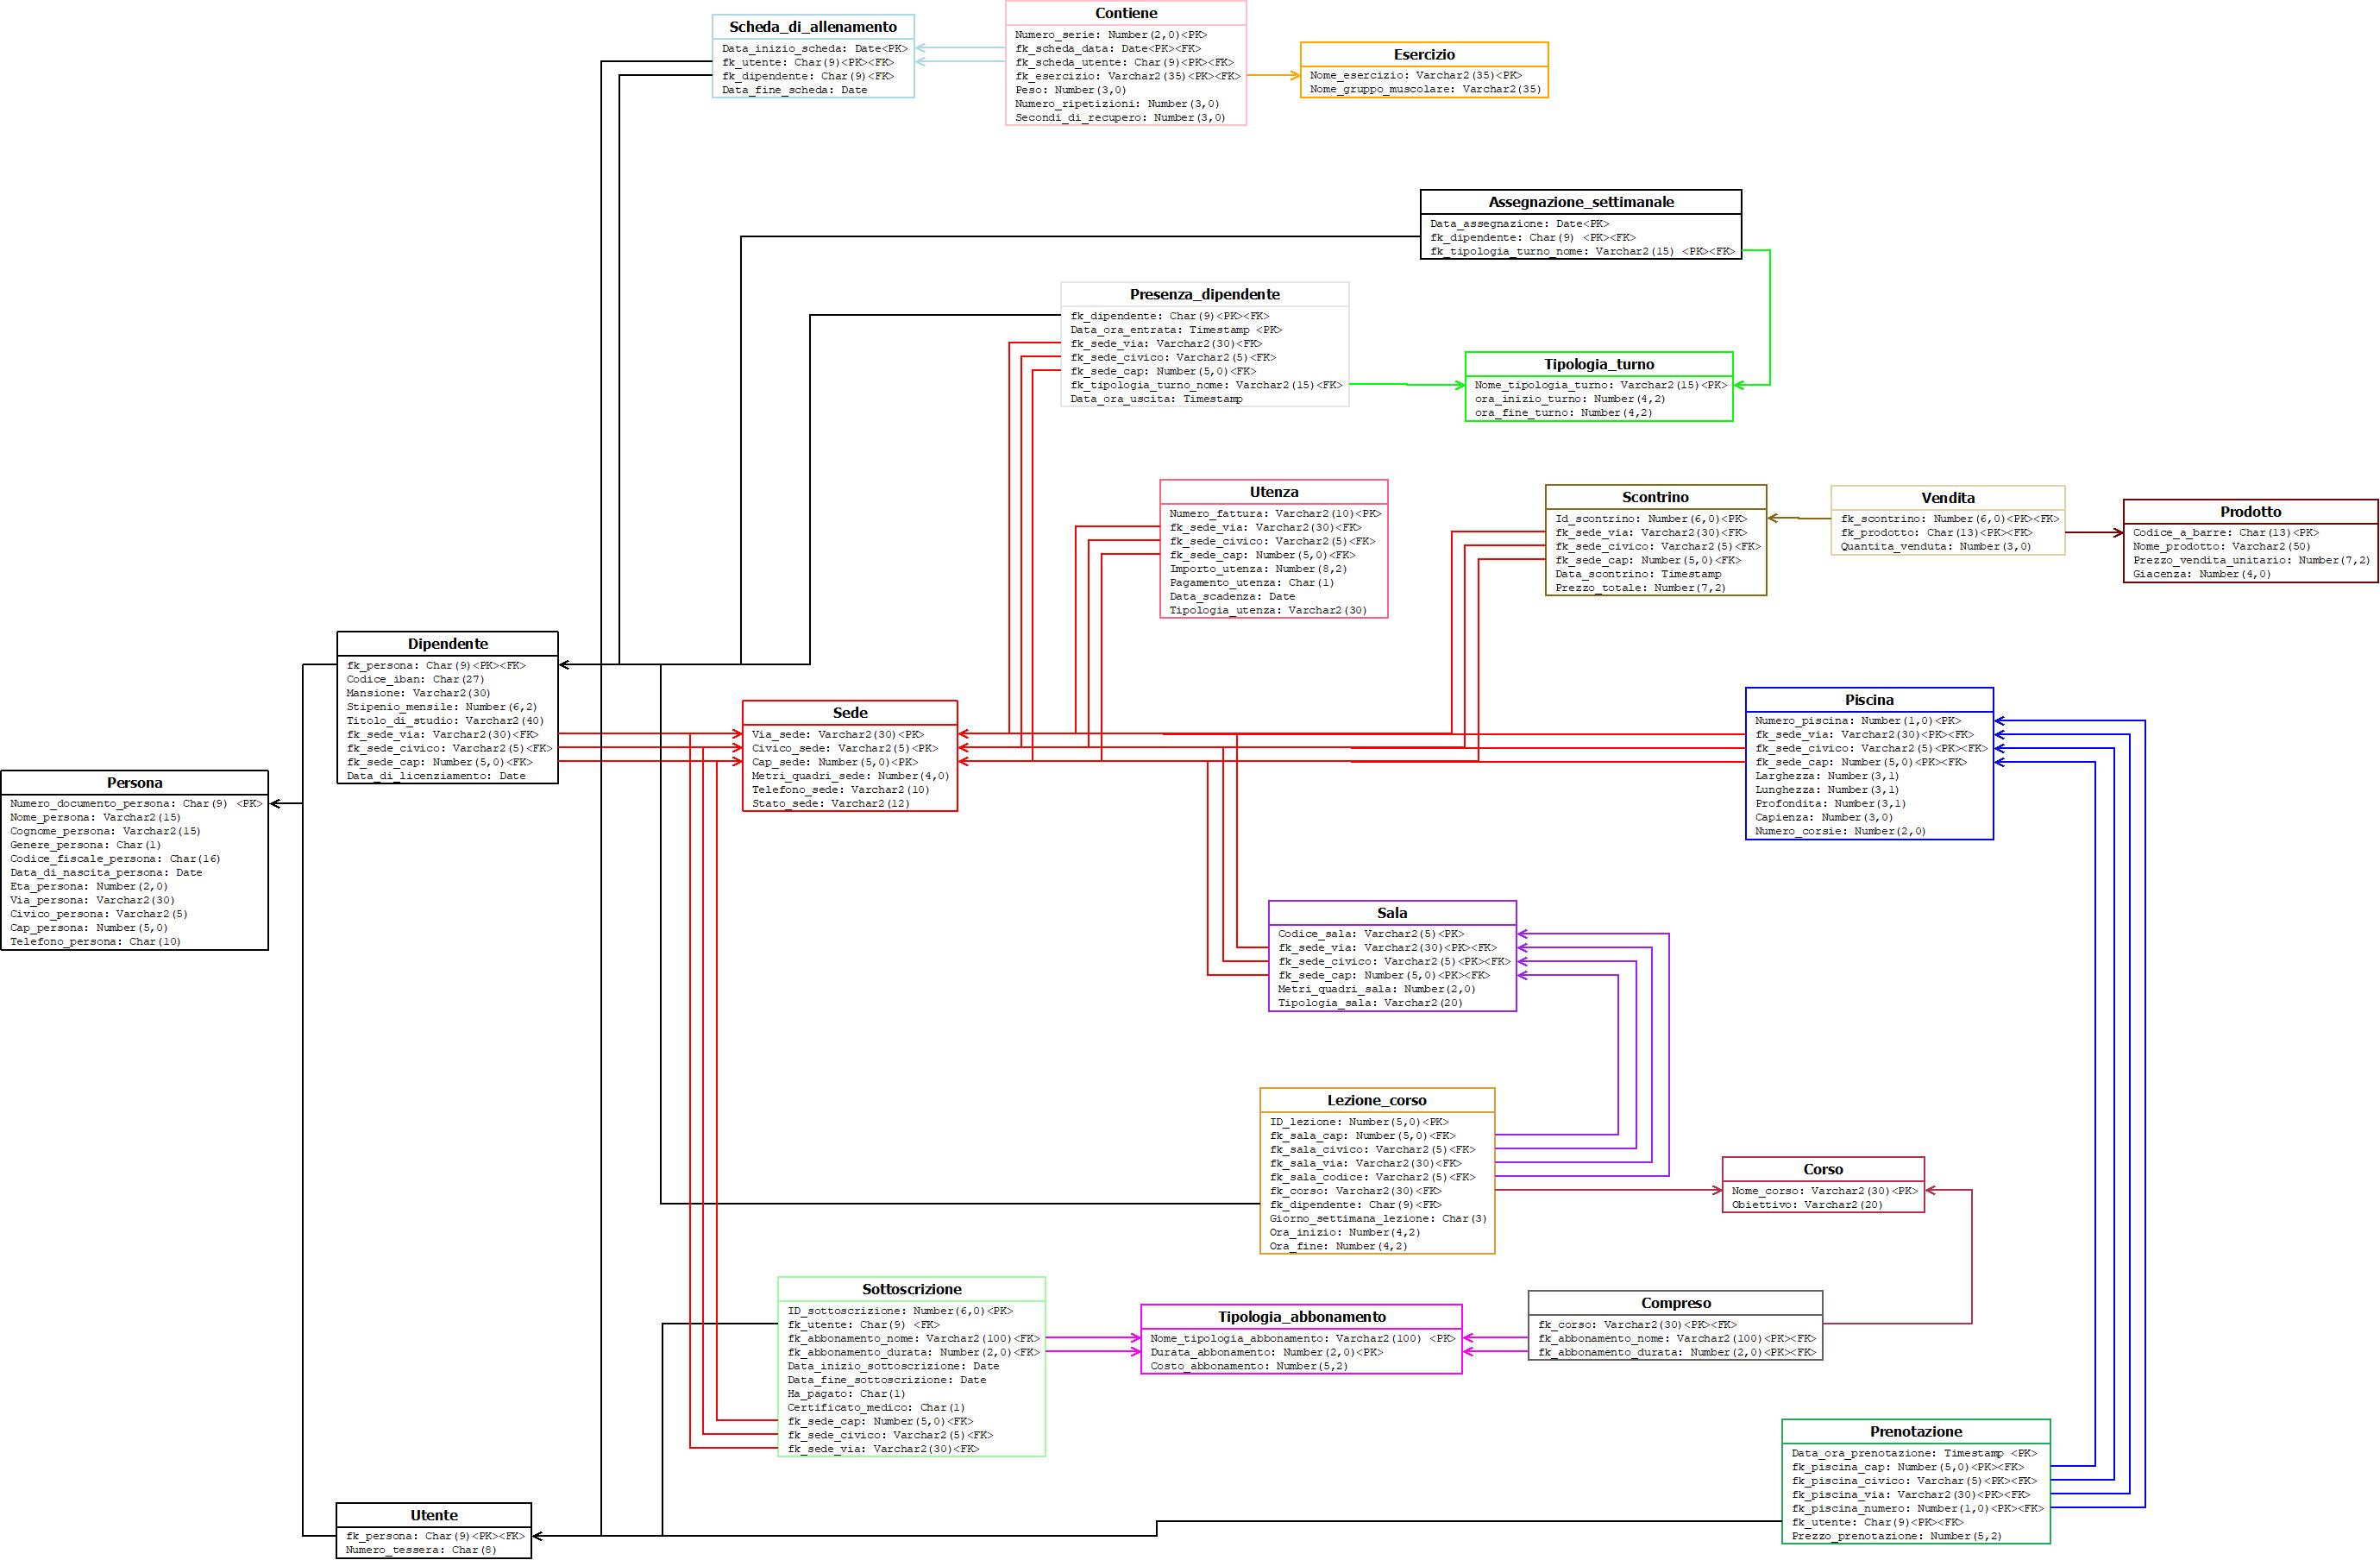 Scheda_di_allenamento
Data_inizio_scheda: Date<PK>
fk_utente: Char(9)<PK><FK>
fk_dipendente: Char(9)<FK>
Data_fine_scheda: Date
Contiene
Numero_serie: Number(2,0)<PK>
fk_scheda_data: Date<PK><FK>
fk_scheda_utente: Char(9)<PK><FK>
fk_esercizio: Varchar2(35)<PK><FK>
Peso: Number(3,0)
Numero_ripetizioni: Number(3,0)
Secondi_di_recupero: Number(3,0)
Esercizio
Nome_esercizio: Varchar2(35)<PK>
Nome_gruppo_muscolare: Varchar2(35)
Assegnazione_settimanale
Data_assegnazione: Date<PK>
fk_dipendente: Char(9) <PK><FK>
fk_tipologia_turno_nome: Varchar2(15) <PK><FK>
Presenza_dipendente
fk_dipendente: Char(9)<PK><FK>
Data_ora_entrata: Timestamp <PK>
fk_sede_via: Varchar2(30)<FK>
fk_sede_civico: Varchar2(5)<FK>
fk_sede_cap: Number(5,0)<FK>
fk_tipologia_turno_nome: Varchar2(15)<FK>
Data_ora_uscita: Timestamp
Tipologia_turno
Nome_tipologia_turno: Varchar2(15)<PK>
ora_inizio_turno: Number(4,2)
ora_fine_turno: Number(4,2)
Utenza
Numero_fattura: Varchar2(10)<PK>
fk_sede_via: Varchar2(30)<FK>
fk_sede_civico: Varchar2(5)<FK>
fk_sede_cap: Number(5,0)<FK>
Importo_utenza: Number(8,2)
Pagamento_utenza: Char(1)
Data_scadenza: Date
Tipologia_utenza: Varchar2(30)
Scontrino
Id_scontrino: Number(6,0)<PK>
fk_sede_via: Varchar2(30)<FK>
fk_sede_civico: Varchar2(5)<FK>
fk_sede_cap: Number(5,0)<FK>
Data_scontrino: Timestamp
Prezzo_totale: Number(7,2)
Vendita
fk_scontrino: Number(6,0)<PK><FK>
fk_prodotto: Char(13)<PK><FK>
Quantita_venduta: Number(3,0)
Prodotto
Codice_a_barre: Char(13)<PK>
Nome_prodotto: Varchar2(50)
Prezzo_vendita_unitario: Number(7,2)
Giacenza: Number(4,0)
Dipendente
fk_persona: Char(9)<PK><FK>
Codice_iban: Char(27)
Mansione: Varchar2(30)
Stipenio_mensile: Number(6,2)
Titolo_di_studio: Varchar2(40)
fk_sede_via: Varchar2(30)<FK>
fk_sede_civico: Varchar2(5)<FK>
fk_sede_cap: Number(5,0)<FK>
Data_di_licenziamento: Date
Sede
Via_sede: Varchar2(30)<PK>
Civico_sede: Varchar2(5)<PK>
Cap_sede: Number(5,0)<PK>
Metri_quadri_sede: Number(4,0)
Telefono_sede: Varchar2(10)
Stato_sede: Varchar2(12)
Piscina
Numero_piscina: Number(1,0)<PK>
fk_sede_via: Varchar2(30)<PK><FK>
fk_sede_civico: Varchar2(5)<PK><FK>
fk_sede_cap: Number(5,0)<PK><FK>
Larghezza: Number(3,1)
Lunghezza: Number(3,1)
Profondita: Number(3,1)
Capienza: Number(3,0)
Numero_corsie: Number(2,0)
Persona
Numero_documento_persona: Char(9) <PK>
Nome_persona: Varchar2(15)
Cognome_persona: Varchar2(15)
Genere_persona: Char(1)
Codice_fiscale_persona: Char(16)
Data_di_nascita_persona: Date
Eta_persona: Number(2,0)
Via_persona: Varchar2(30)
Civico_persona: Varchar2(5)
Cap_persona: Number(5,0)
Telefono_persona: Char(10)
Sala
Codice_sala: Varchar2(5)<PK>
fk_sede_via: Varchar2(30)<PK><FK>
fk_sede_civico: Varchar2(5)<PK><FK>
fk_sede_cap: Number(5,0)<PK><FK>
Metri_quadri_sala: Number(2,0)
Tipologia_sala: Varchar2(20)
Lezione_corso
ID_lezione: Number(5,0)<PK>
fk_sala_cap: Number(5,0)<FK>
fk_sala_civico: Varchar2(5)<FK>
fk_sala_via: Varchar2(30)<FK>
fk_sala_codice: Varchar2(5)<FK>
fk_corso: Varchar2(30)<FK>
fk_dipendente: Char(9)<FK>
Giorno_settimana_lezione: Char(3)
Ora_inizio: Number(4,2)
Ora_fine: Number(4,2)
Corso
Nome_corso: Varchar2(30)<PK>
Obiettivo: Varchar2(20)
Sottoscrizione
ID_sottoscrizione: Number(6,0)<PK>
fk_utente: Char(9) <FK>
fk_abbonamento_nome: Varchar2(100)<FK>
fk_abbonamento_durata: Number(2,0)<FK>
Data_inizio_sottoscrizione: Date
Data_fine_sottoscrizione: Date
Ha_pagato: Char(1)
Certificato_medico: Char(1)
fk_sede_cap: Number(5,0)<FK>
fk_sede_civico: Varchar2(5)<FK>
fk_sede_via: Varchar2(30)<FK>
Tipologia_abbonamento
Nome_tipologia_abbonamento: Varchar2(100) <PK>
Durata_abbonamento: Number(2,0)<PK>
Costo_abbonamento: Number(5,2)
Compreso
fk_corso: Varchar2(30)<PK><FK>
fk_abbonamento_nome: Varchar2(100)<PK><FK>
fk_abbonamento_durata: Number(2,0)<PK><FK>
Prenotazione
Data_ora_prenotazione: Timestamp <PK>
fk_piscina_cap: Number(5,0)<PK><FK>
fk_piscina_civico: Varchar(5)<PK><FK>
fk_piscina_via: Varchar2(30)<PK><FK>
fk_piscina_numero: Number(1,0)<PK><FK>
fk_utente: Char(9)<PK><FK>
Prezzo_prenotazione: Number(5,2)
Utente
fk_persona: Char(9)<PK><FK>
Numero_tessera: Char(8)